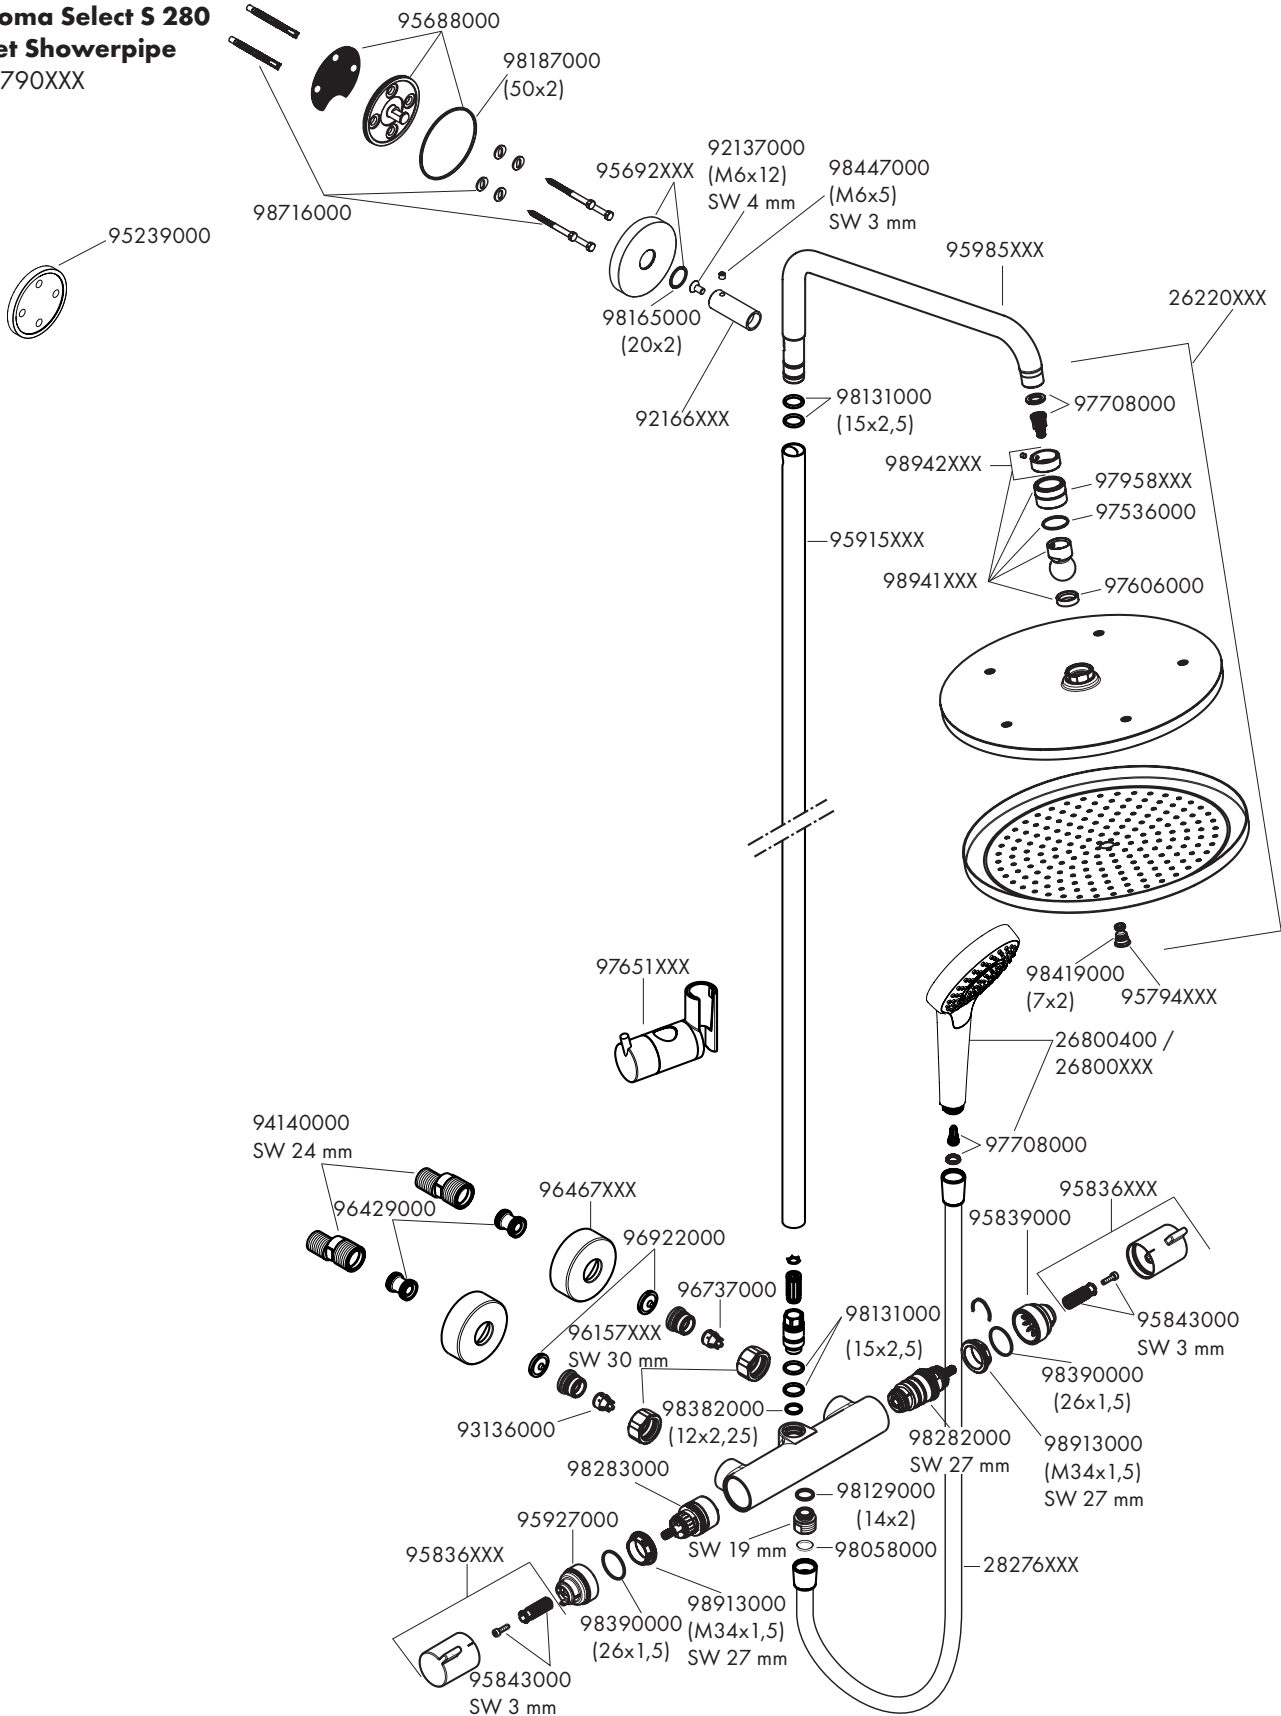 oma Select S 280
et Showerpipe
790XXX
95688000
98187000
(50x2)
92137000
(M6x12)
SW 4 mm
95692XXX
98447000
(M6x5)
SW 3 mm
98716000
95239000
95985XXX
26220XXX
98165000
(20x2)
92166XXX
98131000
(15x2,5)
97708000
98942XXX
97958XXX
97536000
95915XXX
98941XXX
97606000
97651XXX
98419000
(7x2)
95794XXX
26800400 /
26800XXX
94140000
SW 24 mm
97708000
96429000
96467XXX
95836XXX
95839000
96922000
96737000
98131000
(15x2,5)
95843000
SW 3 mm
96157XXX
SW 30 mm
98390000
(26x1,5)
93136000
98382000
(12x2,25)
98282000
SW 27 mm
98913000
(M34x1,5)
SW 27 mm
98283000
98129000
(14x2)
95927000
SW 19 mm
98058000
95836XXX
28276XXX
98390000
(26x1,5)
98913000
(M34x1,5)
SW 27 mm
95843000
SW 3 mm